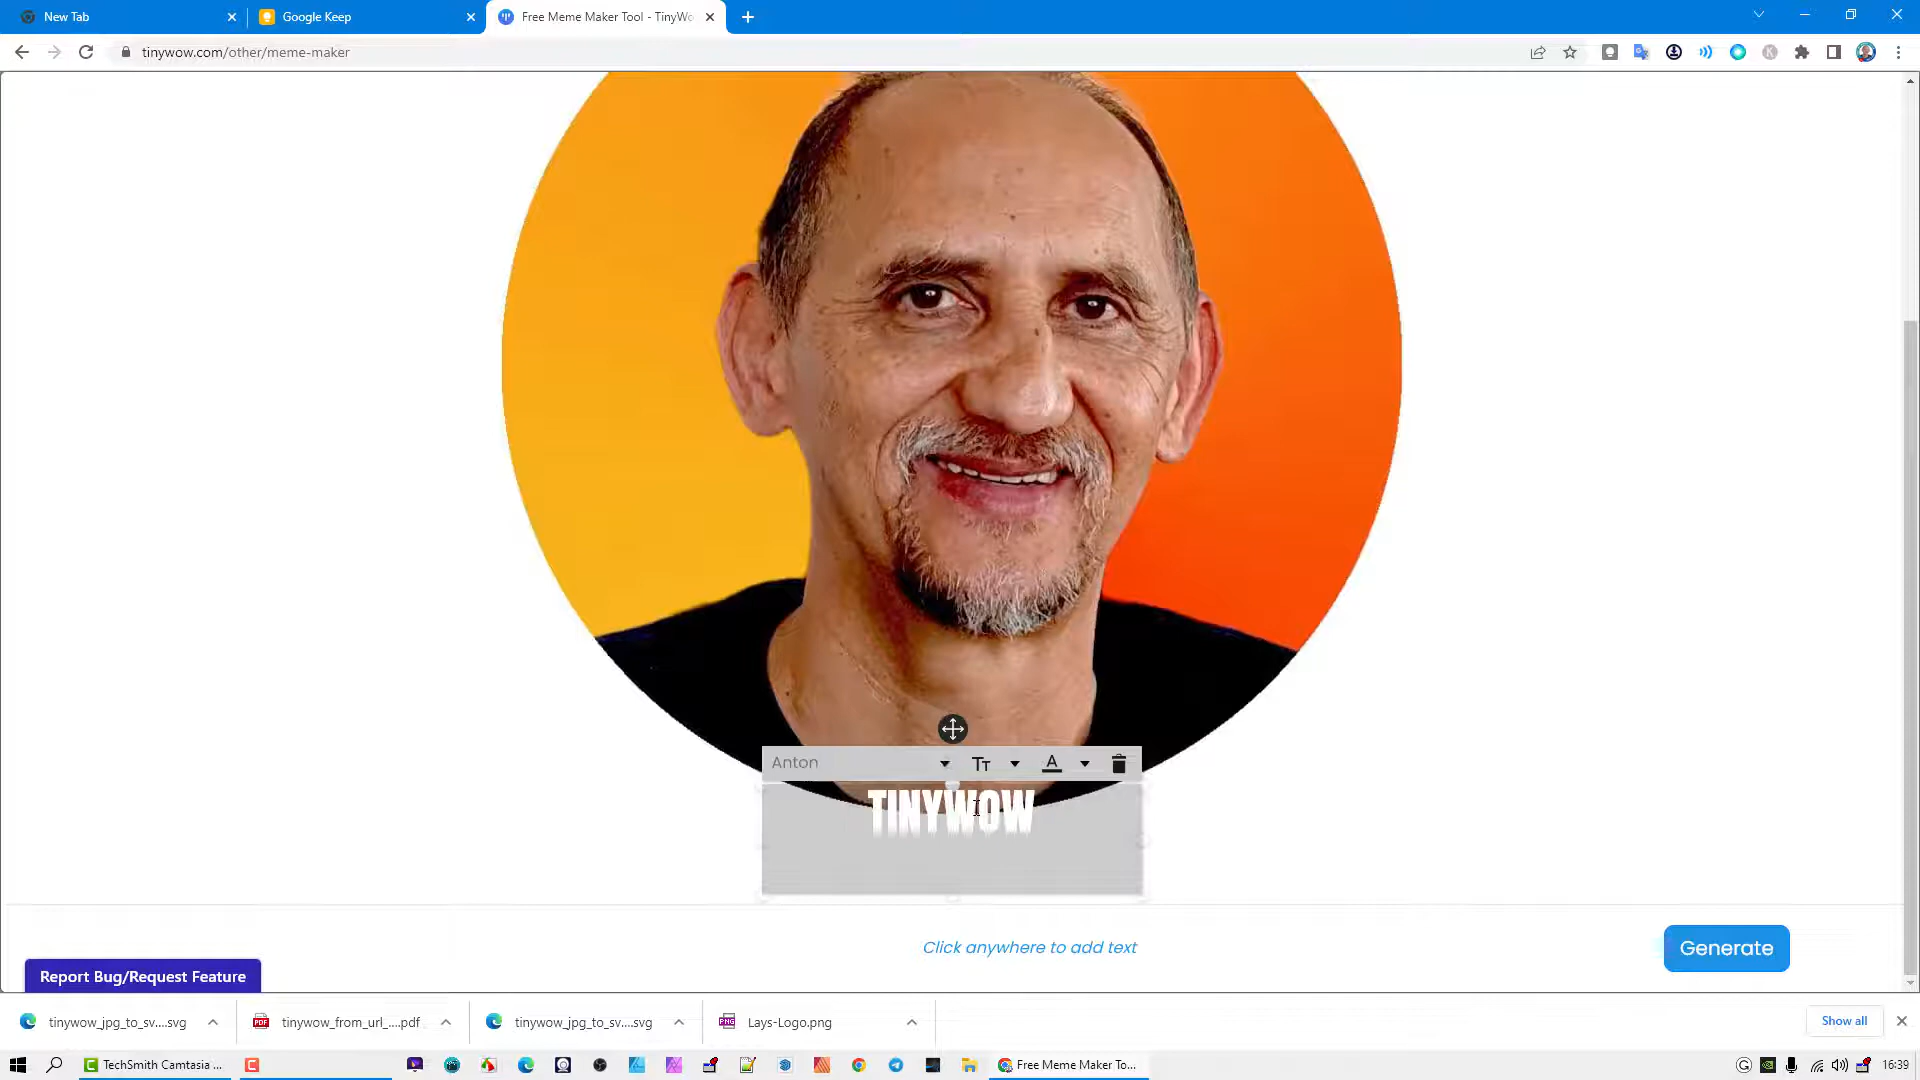 New Tab
Google Keep
Free Meme Maker Tool - TinyWo
tinywow.com/other/meme-maker
Anton
TINYWOW
Click anywhere to add text
Generate
Report Bug/Request Feature
tinywow_jpg_to_sv....svg
tinywow_from_url_....pdf
tinywow_jpg_to_sv....svg
Lays-Logo.png
Show all
TechSmith Camtasia ...
Free Meme Maker To...
16:39